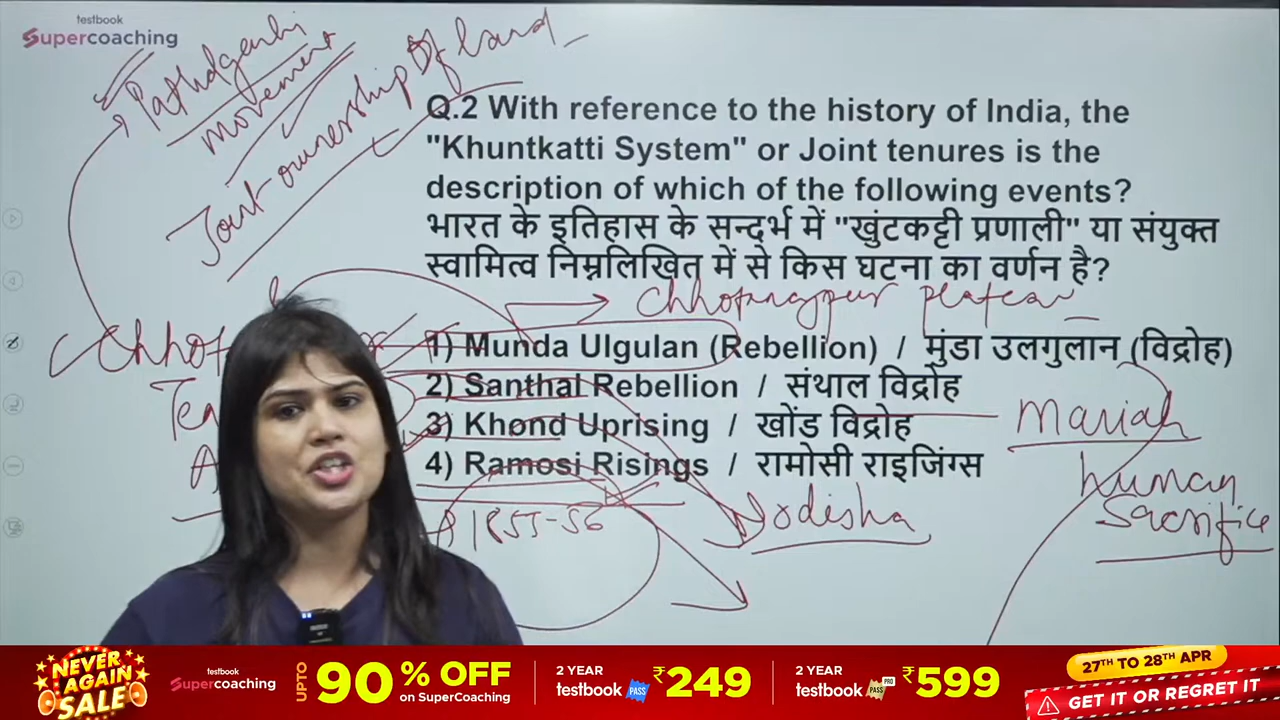 testbook
Supercoaching
Pathalgarhi
movement
Joint ownership of land
Q.2 With reference to the history of India, the
"Khuntkatti System" or Joint tenures is the
description of which of the following events?
भारत के इतिहास के सन्दर्भ में "खुंटकट्टी प्रणाली" या संयुक्त
स्वामित्व निम्नलिखित में से किस घटना का वर्णन है?
Chhotanagpur plateau
1) Munda Ulgulan (Rebellion) / मुंडा उलगुलान (विद्रोह)
2) Santhal Rebellion / संथाल विद्रोह
3) Khond Uprising / खोंड विद्रोह
4) Ramosi Risings / रामोसी राइजिंग्स
Mariah
human
sacrifice
1855-56
odisha
NEVER
AGAIN
SALE
testbook
Supercoaching
UPTO 90% OFF
on SuperCoaching
2 YEAR
testbook PASS
₹249
2 YEAR
testbook PASS PRO
₹599
27TH TO 28TH APR
GET IT OR REGRET IT